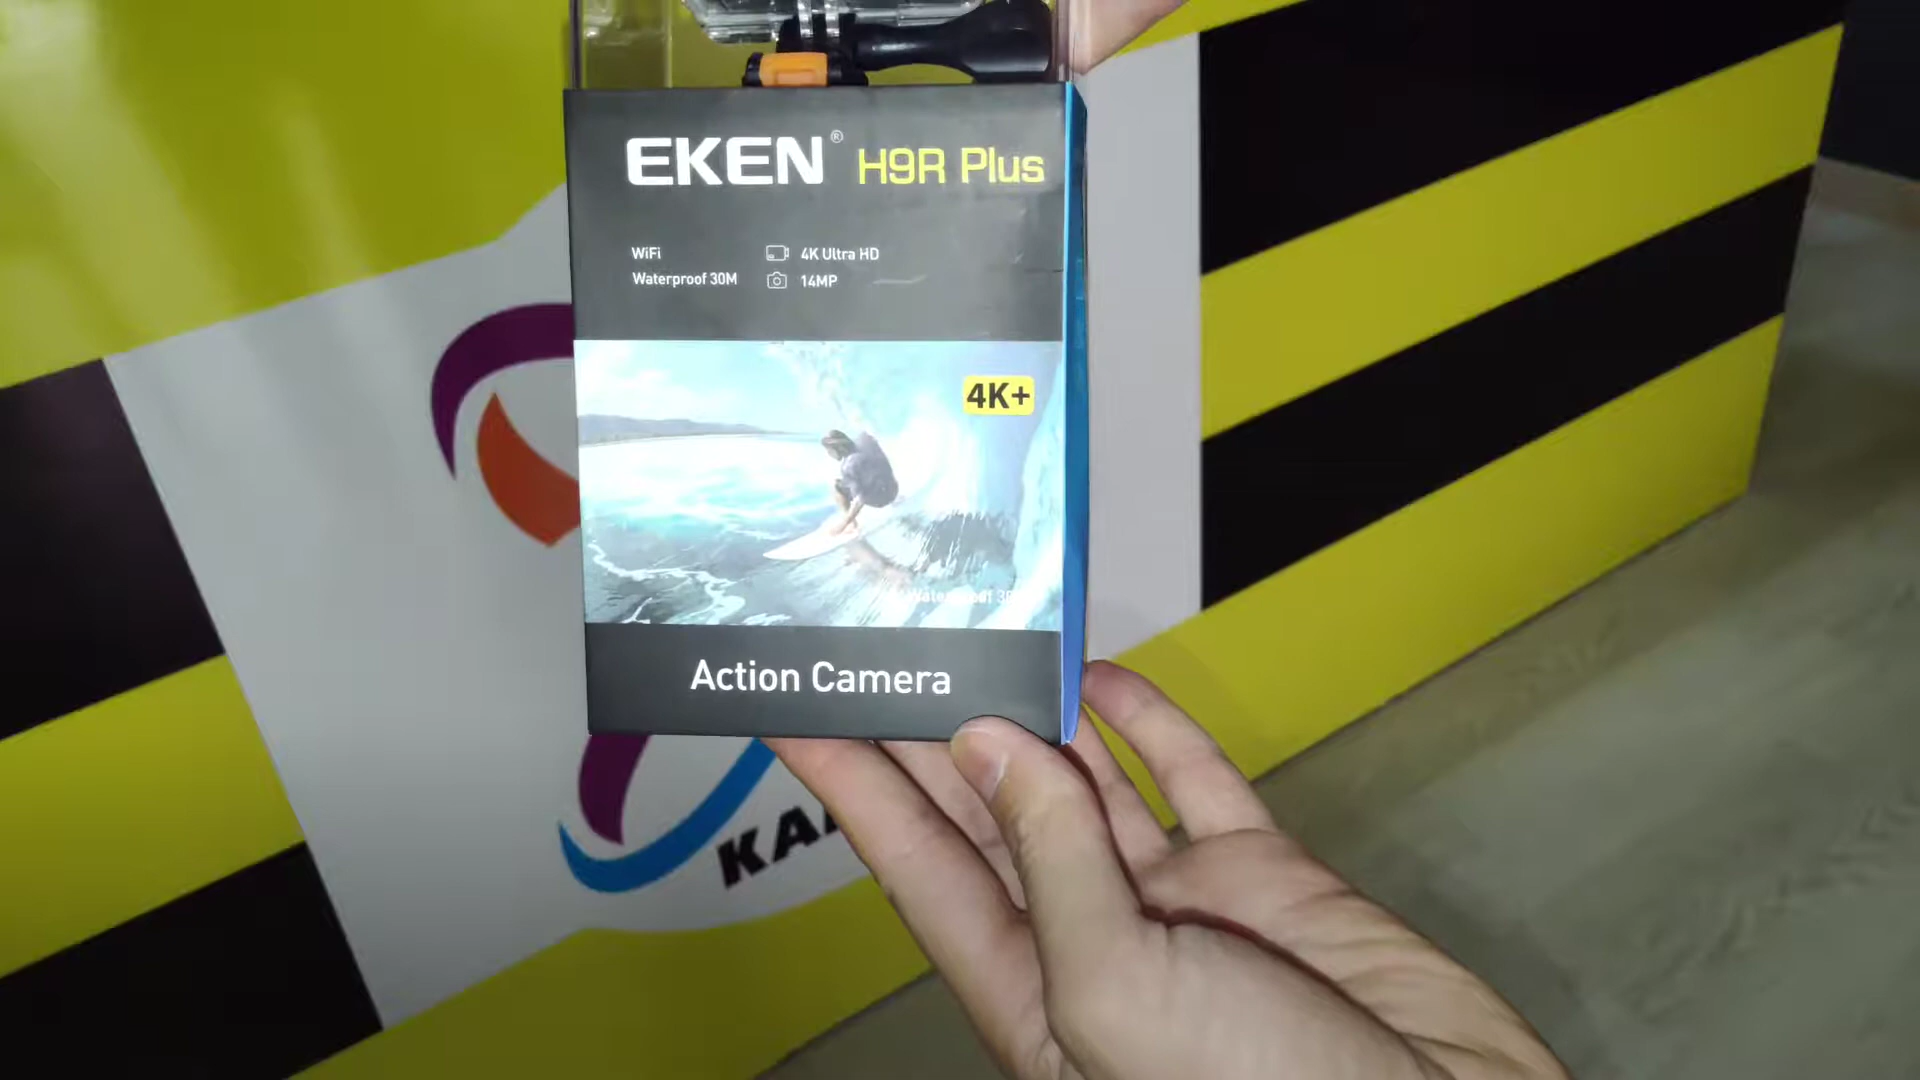 EKEN® H9R Plus
WiFi
4K Ultra HD
Waterproof 30M
14MP
4K+
Action Camera